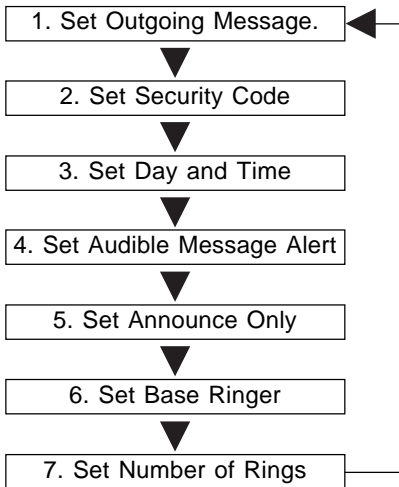 1. Set Outgoing Message.
2. Set Security Code
3. Set Day and Time
4. Set Audible Message Alert
5. Set Announce Only
6. Set Base Ringer
7. Set Number of Rings